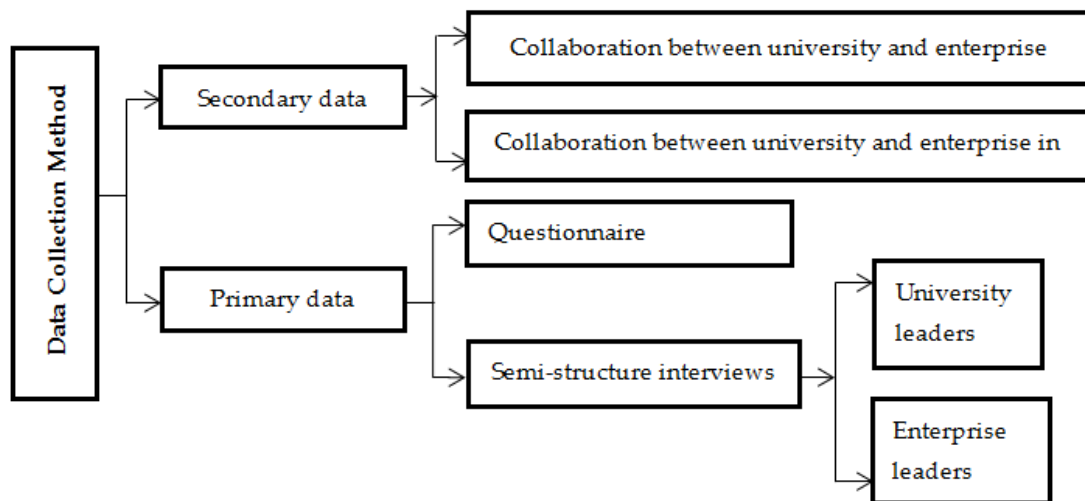 Data Collection Method
Secondary data
Collaboration between university and enterprise
Collaboration between university and enterprise in
Primary data
Questionnaire
Semi-structure interviews
University
leaders
Enterprise
leaders